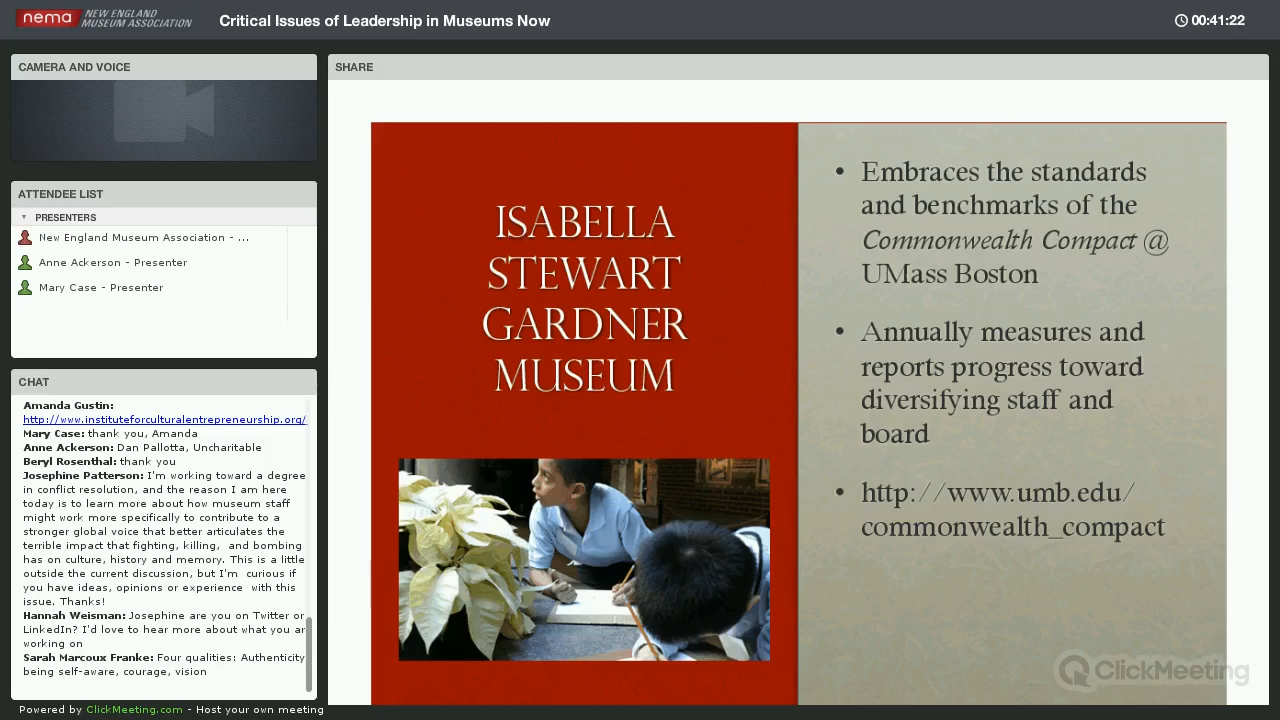 nema NEW ENGLAND
MUSEUM ASSOCIATION
Critical Issues of Leadership in Museums Now
00:41:22
CAMERA AND VOICE
ATTENDEE LIST
PRESENTERS
New England Museum Association - ...
Anne Ackerson - Presenter
Mary Case - Presenter
CHAT
Amanda Gustin:
http://www.instituteforculturalentrepreneurship.org/
Mary Case: thank you, Amanda
Anne Ackerson: Dan Pallotta, Uncharitable
Beryl Rosenthal: thank you
Josephine Patterson: I'm working toward a degree
in conflict resolution, and the reason I am here
today is to learn more about how museum staff
might work more specifically to contribute to a
stronger global voice that better articulates the
terrible impact that fighting, killing, and bombing
has on culture, history and memory. This is a little
outside the current discussion, but I'm curious if
you have ideas, opinions or experience with this
issue. Thanks!
Hannah Weisman: Josephine are you on Twitter or
LinkedIn? I'd love to hear more about what you ar
working on
Sarah Marcoux Franke: Four qualities: Authenticity
being self-aware, courage, vision
Powered by ClickMeeting.com - Host your own meeting
SHARE
ISABELLA
STEWART
GARDNER
MUSEUM
• Embraces the standards
and benchmarks of the
Commonwealth Compact @
UMass Boston
• Annually measures and
reports progress toward
diversifying staff and
board
• http://www.umb.edu/
commonwealth_compact
ClickMeeting